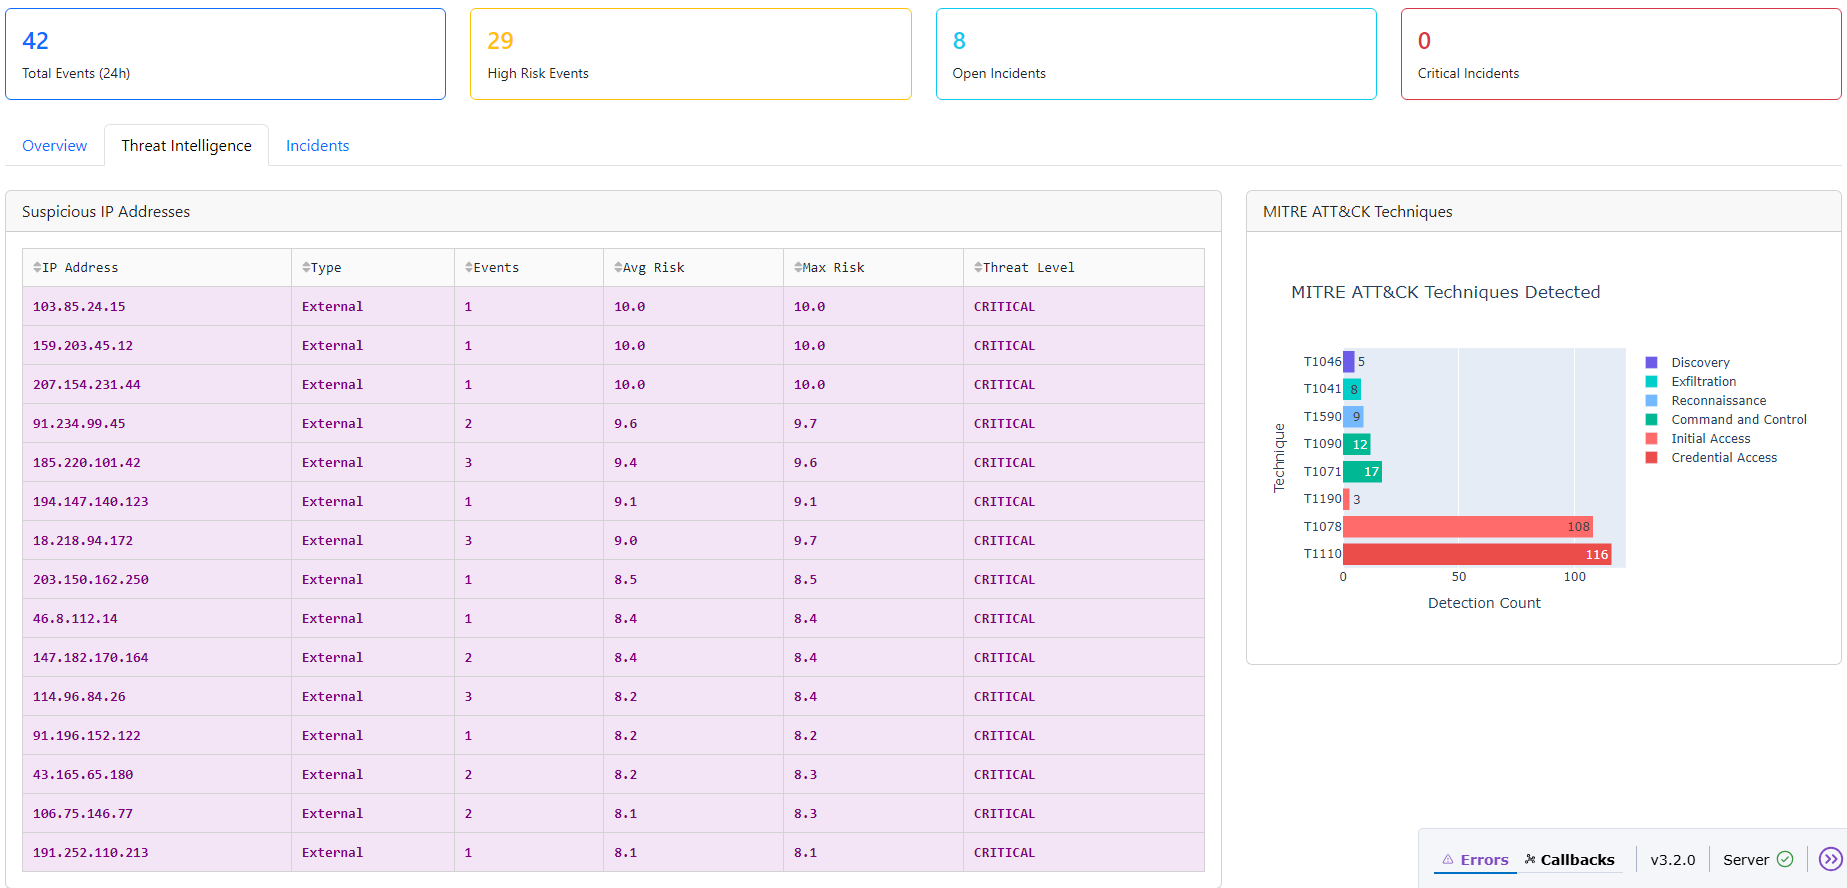 42
Total Events (24h)
29
High Risk Events
8
Open Incidents
0
Critical Incidents
Overview Threat Intelligence Incidents
Suspicious IP Addresses
IP Address Type Events Avg Risk Max Risk Threat Level
103.85.24.15 External 1 10.0 10.0 CRITICAL
159.203.45.12 External 1 10.0 10.0 CRITICAL
207.154.231.44 External 1 10.0 10.0 CRITICAL
91.234.99.45 External 2 9.6 9.7 CRITICAL
185.220.101.42 External 3 9.4 9.6 CRITICAL
194.147.140.123 External 1 9.1 9.1 CRITICAL
18.218.94.172 External 3 9.0 9.7 CRITICAL
203.150.162.250 External 1 8.5 8.5 CRITICAL
46.8.112.14 External 1 8.4 8.4 CRITICAL
147.182.170.164 External 2 8.4 8.4 CRITICAL
114.96.84.26 External 3 8.2 8.4 CRITICAL
91.196.152.122 External 1 8.2 8.2 CRITICAL
43.165.65.180 External 2 8.2 8.3 CRITICAL
106.75.146.77 External 2 8.1 8.3 CRITICAL
191.252.110.213 External 1 8.1 8.1 CRITICAL
MITRE ATT&CK Techniques
MITRE ATT&CK Techniques Detected
Technique
T1046 5
T1041 8
T1590 9
T1090 12
T1071 17
T1190 3
T1078 108
T1110 116
0 50 100
Detection Count
Discovery
Exfiltration
Reconnaissance
Command and Control
Initial Access
Credential Access
Errors Callbacks v3.2.0 Server